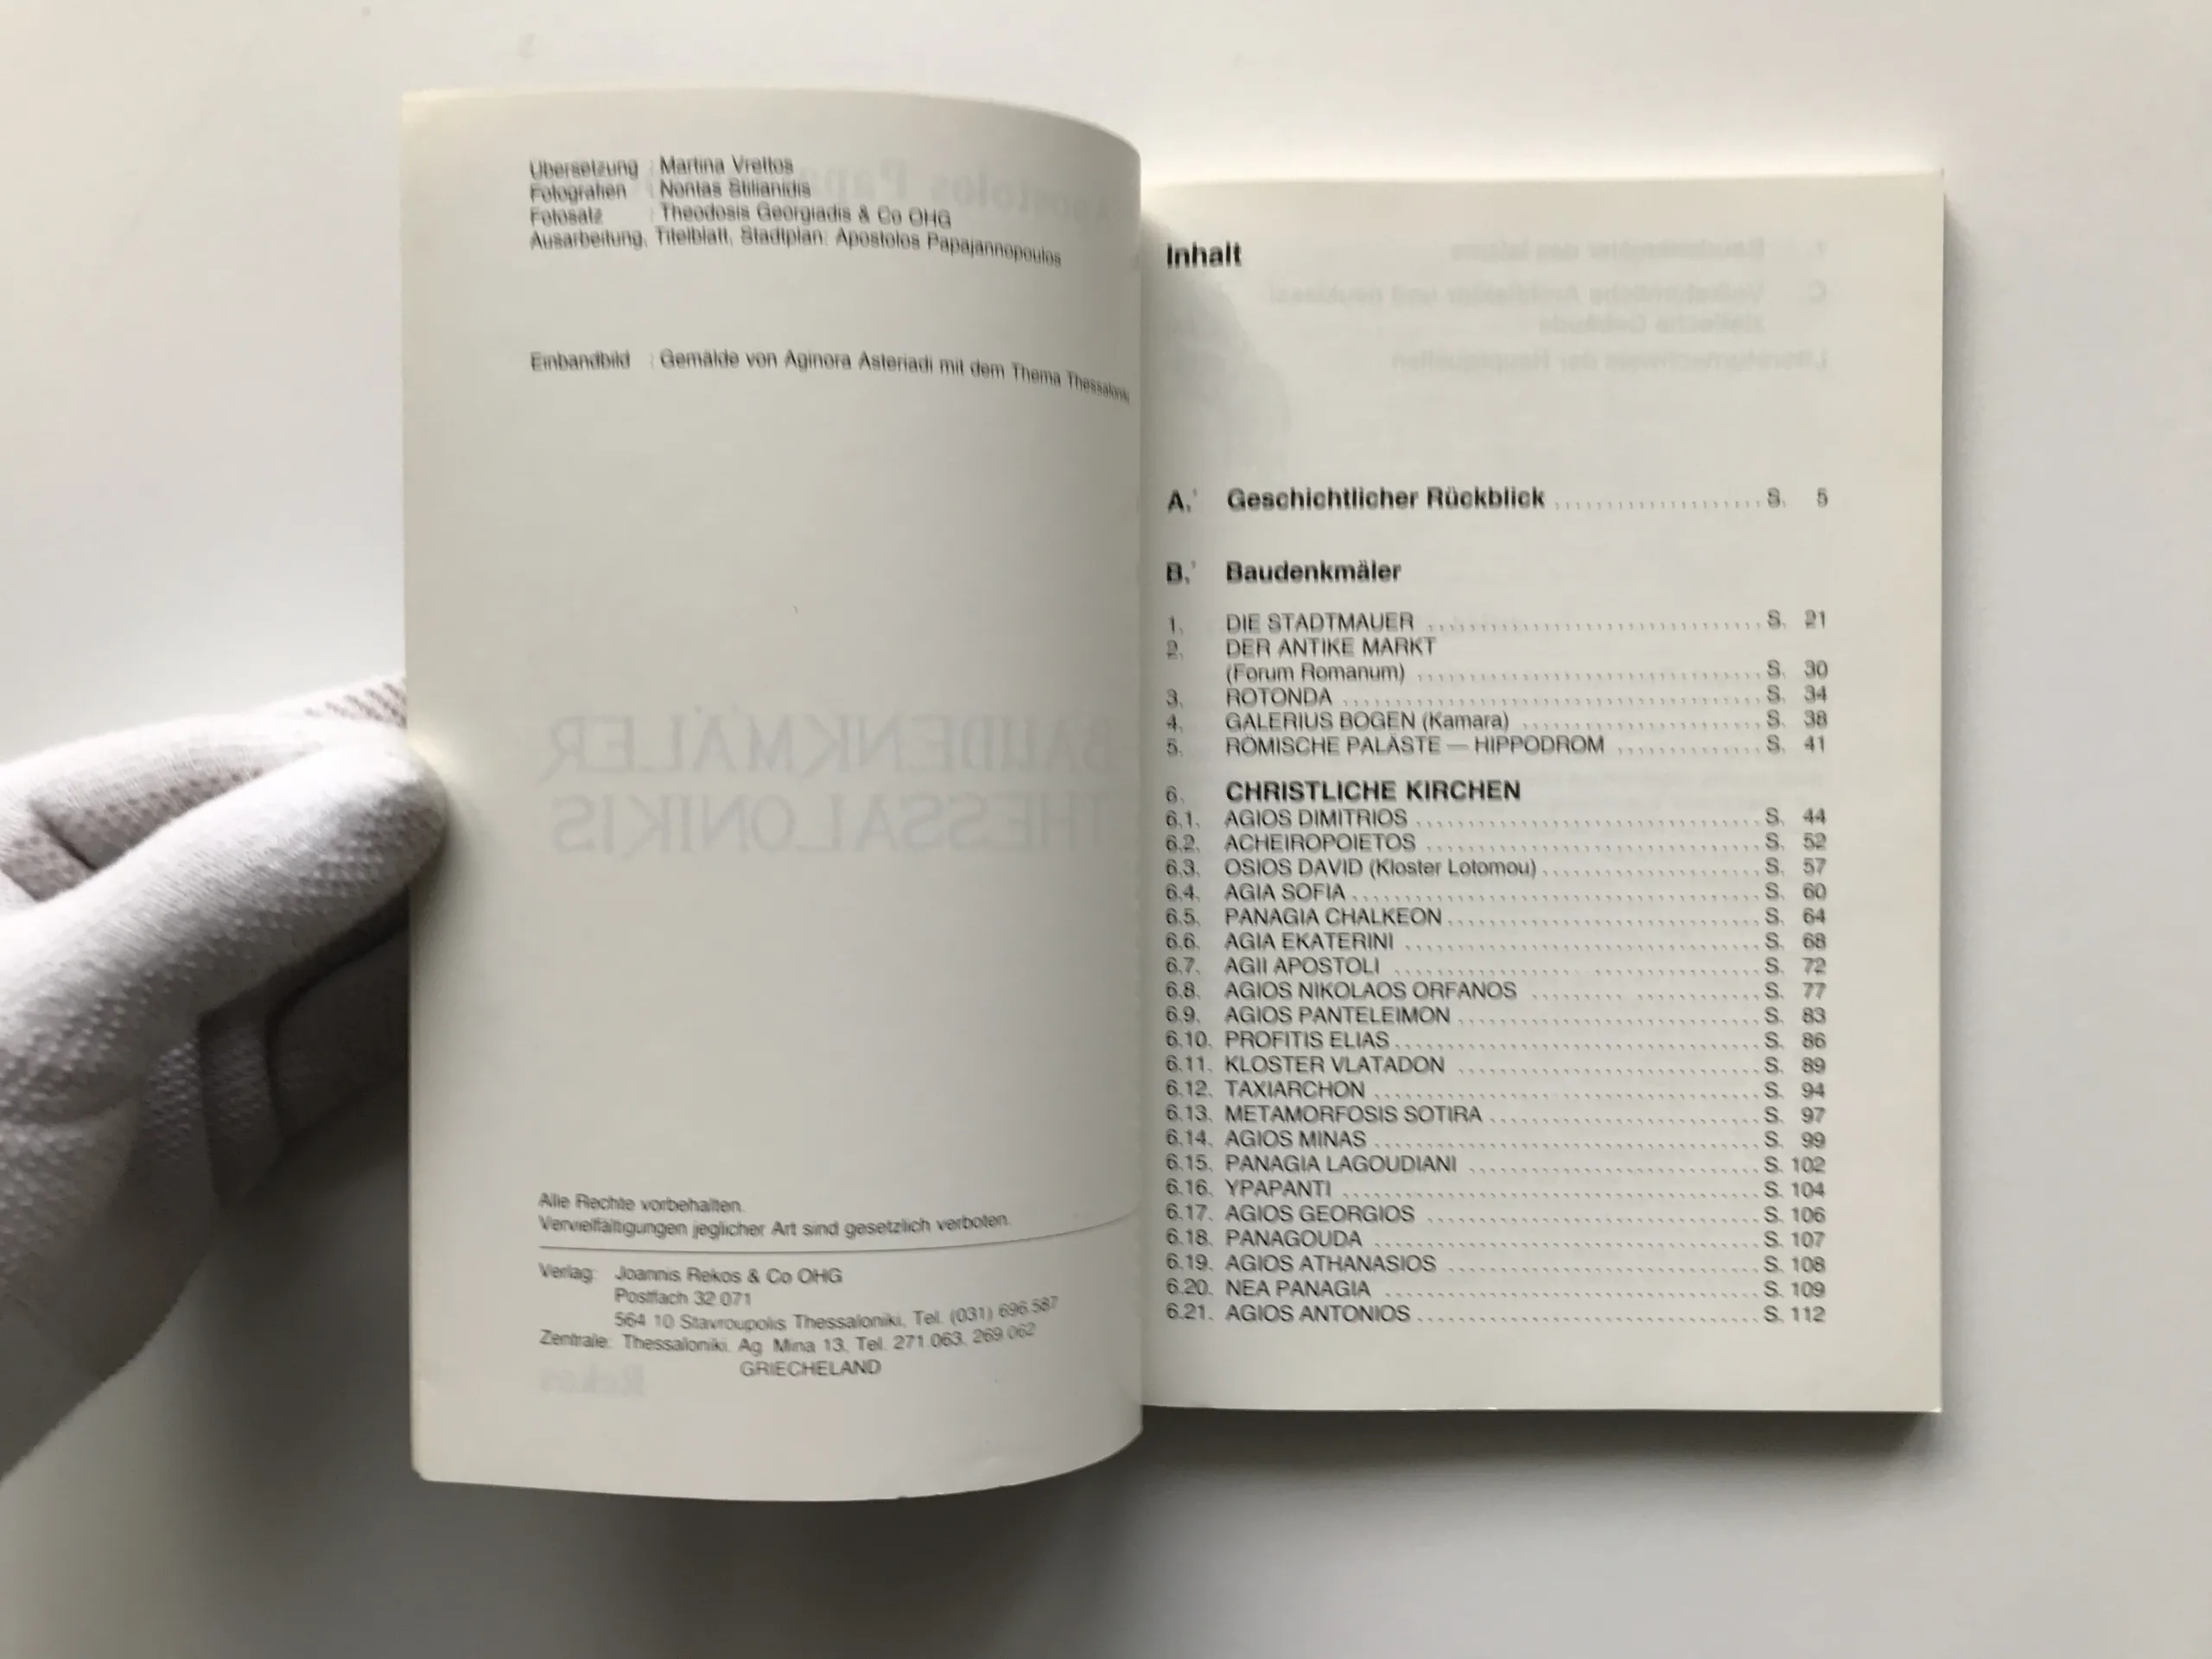 Übersetzung : Martina Vrettos
Fotografien : Nontas Stilianidis
Fotosatz : Theodosis Georgiadis & Co OHG
Ausarbeitung, Titelblatt, Stadtplan: Apostolos Papajannopoulos
Einbandbild : Gemälde von Aginora Asteriadi mit dem Thema Thessaloniki
BAUDENKMÄLER
THESSALONIKIS
Alle Rechte vorbehalten.
Vervielfältigungen jeglicher Art sind gesetzlich verboten.
Verlag: Joannis Rekos & Co OHG
Postfach 32 071
564 10 Stavroupolis Thessaloniki, Tel. (031) 696.587
Zentrale: Thessaloniki, Ag. Mina 13, Tel. 271.063, 269.062
GRIECHELAND
Rekos
Inhalt
A. Geschichtlicher Rückblick .................... S. 5
B. Baudenkmäler
1. DIE STADTMAUER .................... S. 21
2. DER ANTIKE MARKT
(Forum Romanum) .................... S. 30
3. ROTONDA .................... S. 34
4. GALERIUS BOGEN (Kamara) .................... S. 38
5. RÖMISCHE PALÄSTE — HIPPODROM .................... S. 41
6. CHRISTLICHE KIRCHEN
6.1. AGIOS DIMITRIOS .................... S. 44
6.2. ACHEIROPOIETOS .................... S. 52
6.3. OSIOS DAVID (Kloster Lotomou) .................... S. 57
6.4. AGIA SOFIA .................... S. 60
6.5. PANAGIA CHALKEON .................... S. 64
6.6. AGIA EKATERINI .................... S. 68
6.7. AGII APOSTOLI .................... S. 72
6.8. AGIOS NIKOLAOS ORFANOS .................... S. 77
6.9. AGIOS PANTELEIMON .................... S. 83
6.10. PROFITIS ELIAS .................... S. 86
6.11. KLOSTER VLATADON .................... S. 89
6.12. TAXIARCHON .................... S. 94
6.13. METAMORFOSIS SOTIRA .................... S. 97
6.14. AGIOS MINAS .................... S. 99
6.15. PANAGIA LAGOUDIANI .................... S. 102
6.16. YPAPANTI .................... S. 104
6.17. AGIOS GEORGIOS .................... S. 106
6.18. PANAGOUDA .................... S. 107
6.19. AGIOS ATHANASIOS .................... S. 108
6.20. NEA PANAGIA .................... S. 109
6.21. AGIOS ANTONIOS .................... S. 112